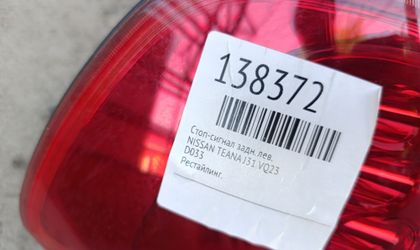 138372
Стоп-сигнал задн. лев.
NISSAN TEANA J31 VQ23
D033
Рестайлинг.